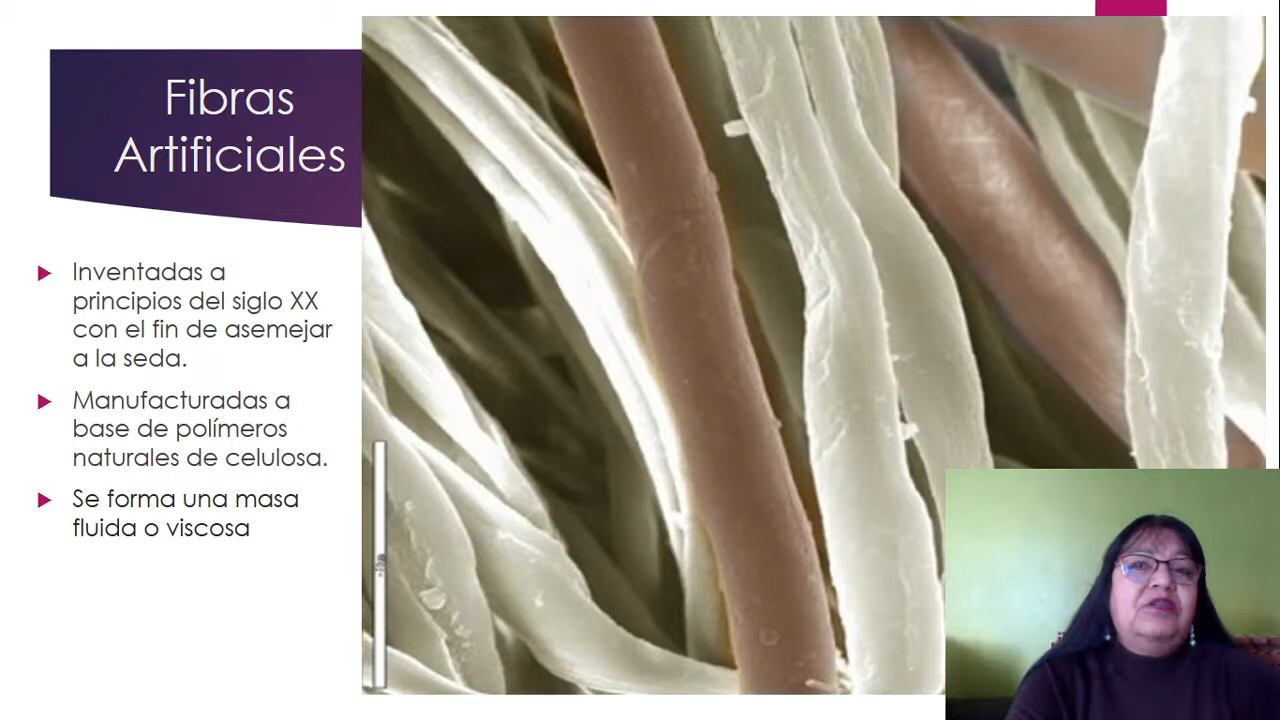 Fibras
Artificiales
Inventadas a
principios del siglo XX
con el fin de asemejar
a la seda.
Manufacturadas a
base de polímeros
naturales de celulosa.
Se forma una masa
fluida o viscosa